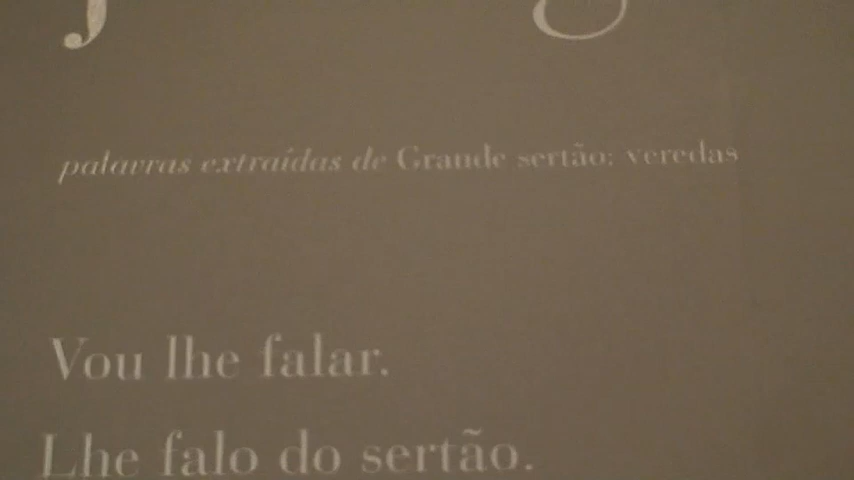 palavras extraídas de Grande sertão: veredas
Vou lhe falar.
Lhe falo do sertão.